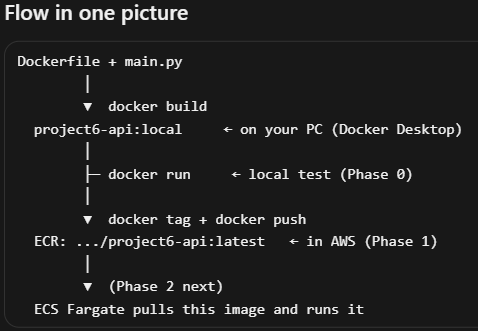 Flow in one picture
Dockerfile + main.py
│
▼ docker build
project6-api:local ← on your PC (Docker Desktop)
│
├─ docker run ← local test (Phase 0)
│
▼ docker tag + docker push
ECR: .../project6-api:latest ← in AWS (Phase 1)
│
▼ (Phase 2 next)
ECS Fargate pulls this image and runs it